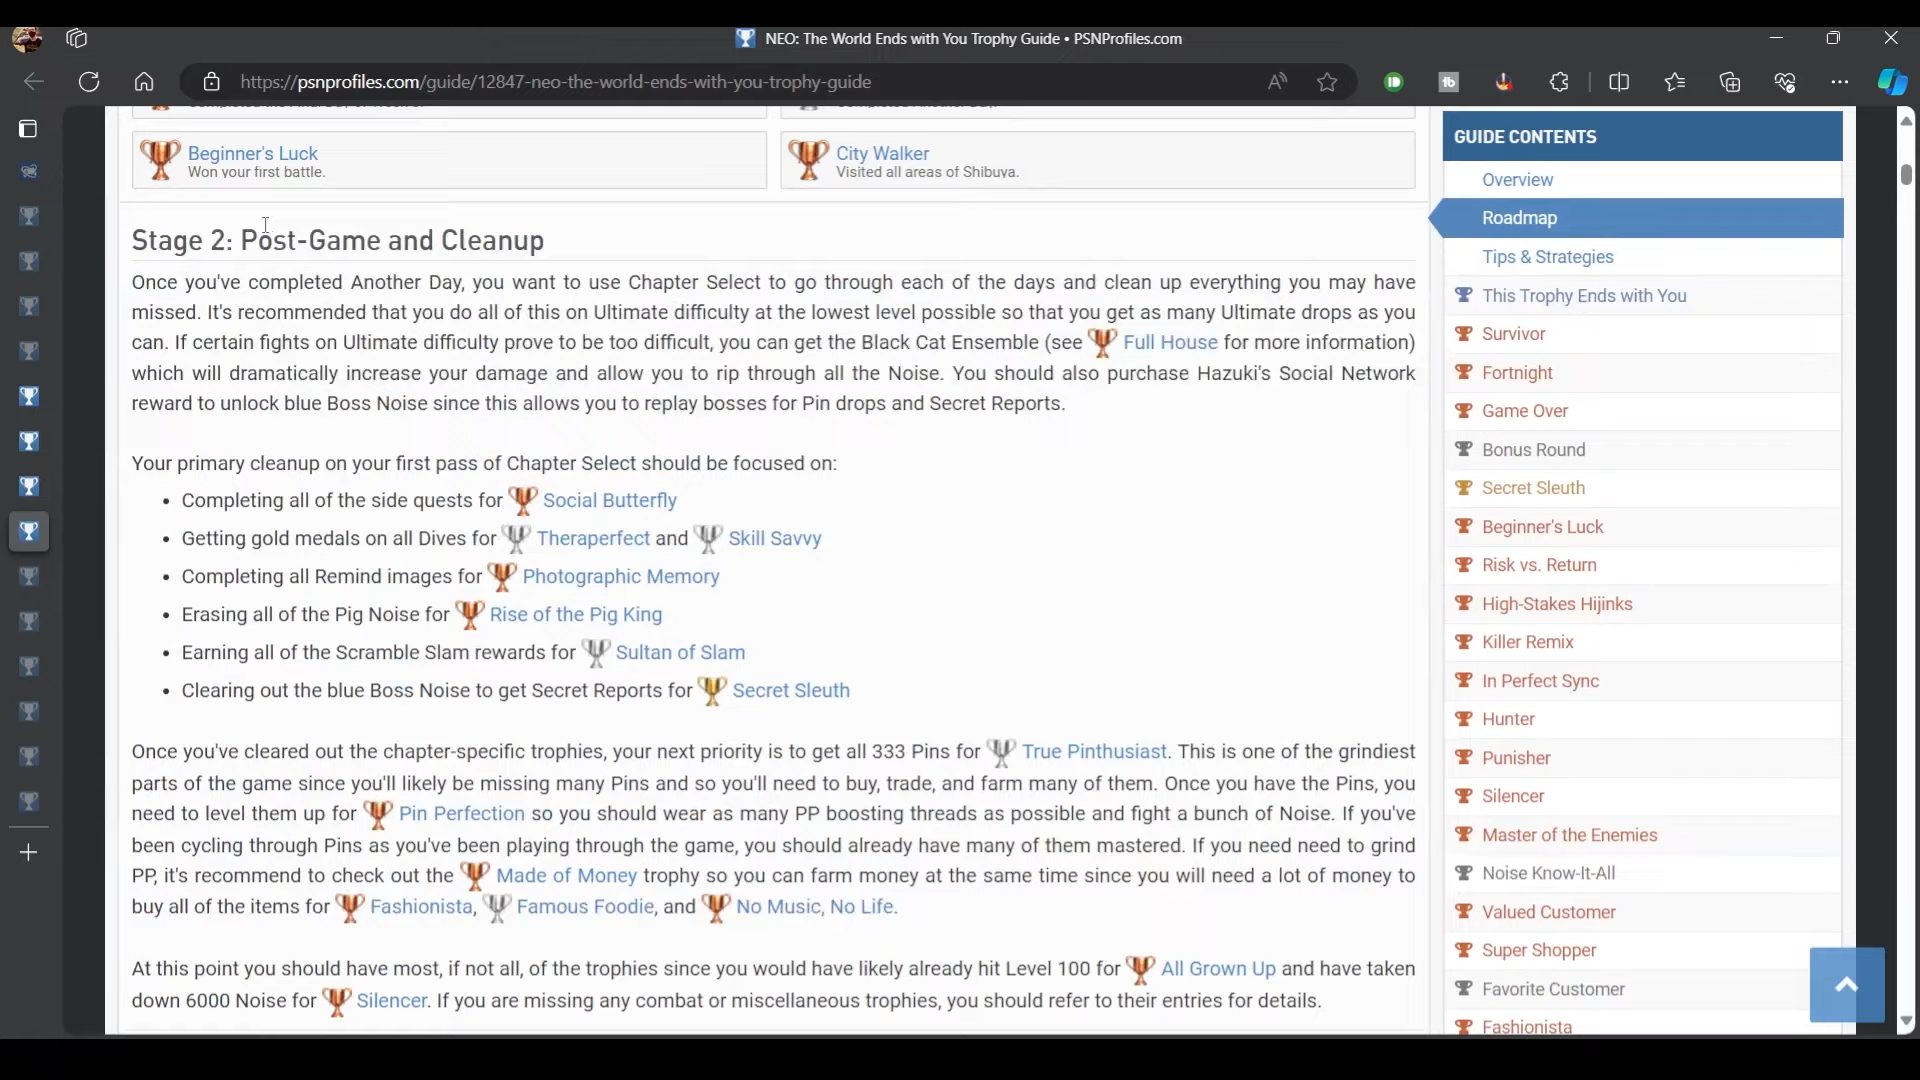 NEO: The World Ends with You Trophy Guide • PSNProfiles.com
https://psnprofiles.com/guide/12847-neo-the-world-ends-with-you-trophy-guide
Beginner's Luck
Won your first battle.
City Walker
Visited all areas of Shibuya.
Stage 2: Post-Game and Cleanup
Once you've completed Another Day, you want to use Chapter Select to go through each of the days and clean up everything you may have
missed. It's recommended that you do all of this on Ultimate difficulty at the lowest level possible so that you get as many Ultimate drops as you
can. If certain fights on Ultimate difficulty prove to be too difficult, you can get the Black Cat Ensemble (see Full House for more information)
which will dramatically increase your damage and allow you to rip through all the Noise. You should also purchase Hazuki's Social Network
reward to unlock blue Boss Noise since this allows you to replay bosses for Pin drops and Secret Reports.
Your primary cleanup on your first pass of Chapter Select should be focused on:
• Completing all of the side quests for Social Butterfly
• Getting gold medals on all Dives for Theraperfect and Skill Savvy
• Completing all Remind images for Photographic Memory
• Erasing all of the Pig Noise for Rise of the Pig King
• Earning all of the Scramble Slam rewards for Sultan of Slam
• Clearing out the blue Boss Noise to get Secret Reports for Secret Sleuth
Once you've cleared out the chapter-specific trophies, your next priority is to get all 333 Pins for True Pinthusiast. This is one of the grindiest
parts of the game since you'll likely be missing many Pins and so you'll need to buy, trade, and farm many of them. Once you have the Pins, you
need to level them up for Pin Perfection so you should wear as many PP boosting threads as possible and fight a bunch of Noise. If you've
been cycling through Pins as you've been playing through the game, you should already have many of them mastered. If you need need to grind
PP, it's recommend to check out the Made of Money trophy so you can farm money at the same time since you will need a lot of money to
buy all of the items for Fashionista, Famous Foodie, and No Music, No Life.
At this point you should have most, if not all, of the trophies since you would have likely already hit Level 100 for All Grown Up and have taken
down 6000 Noise for Silencer. If you are missing any combat or miscellaneous trophies, you should refer to their entries for details.
GUIDE CONTENTS
Overview
Roadmap
Tips & Strategies
This Trophy Ends with You
Survivor
Fortnight
Game Over
Bonus Round
Secret Sleuth
Beginner's Luck
Risk vs. Return
High-Stakes Hijinks
Killer Remix
In Perfect Sync
Hunter
Punisher
Silencer
Master of the Enemies
Noise Know-It-All
Valued Customer
Super Shopper
Favorite Customer
Fashionista